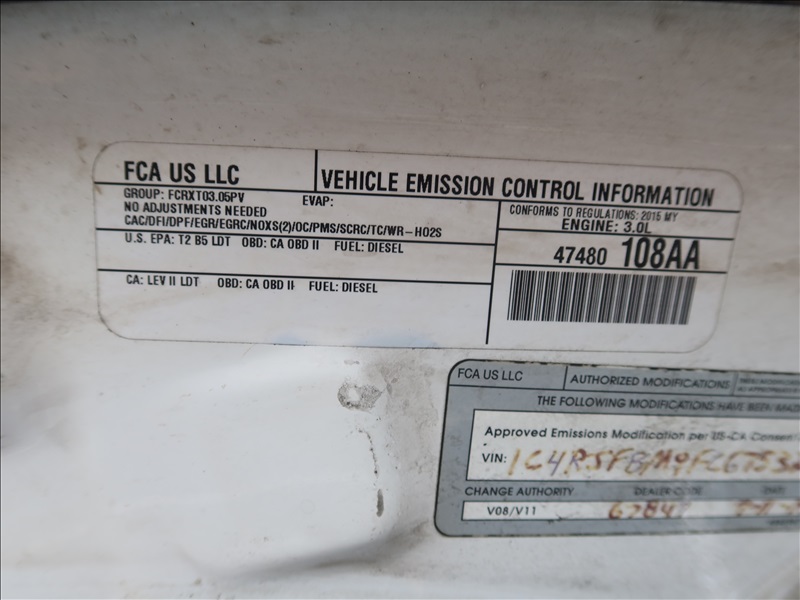 FCA US LLC
VEHICLE EMISSION CONTROL INFORMATION
GROUP: FCRXT03.05PV EVAP:
NO ADJUSTMENTS NEEDED
CAC/DFI/DPF/EGR/EGRC/NOXS(2)/OC/PMS/SCRC/TC/WR-HO2S
CONFORMS TO REGULATIONS: 2015 MY
ENGINE: 3.0L
U.S. EPA: T2 B5 LDT OBD: CA OBD II FUEL: DIESEL
47480 108AA
CA: LEV II LDT OBD: CA OBD II FUEL: DIESEL
FCA US LLC
AUTHORIZED MODIFICATIONS
THE FOLLOWING MODIFICATIONS HAVE BEEN
Approved Emissions Modification per US-CA
VIN:
CHANGE AUTHORITY DEALER CODE
V08/V11